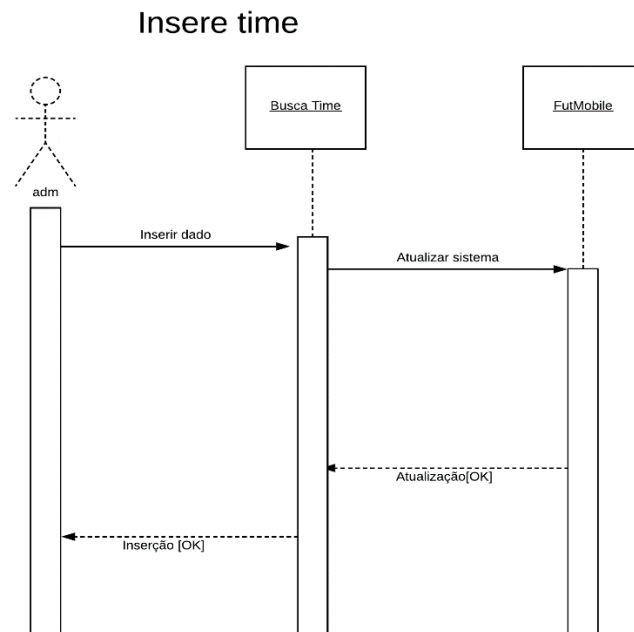 Insere time
Busca Time
FutMobile
adm
Inserir dado
Atualizar sistema
Atualização[OK]
Inserção [OK]